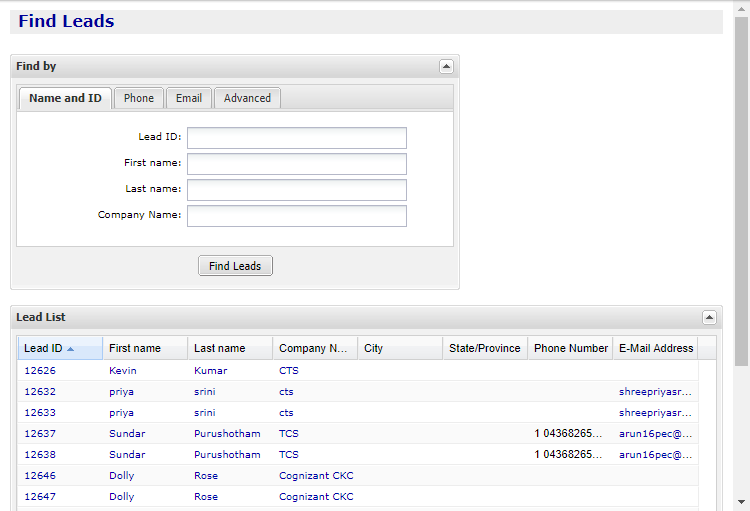 Find Leads
Find by
Name and ID Phone Email Advanced
Lead ID:
First name:
Last name:
Company Name:
Find Leads
Lead List
Lead ID First name Last name Company N... City State/Province Phone Number E-Mail Address
12626 Kevin Kumar CTS
12632 priya srini cts shreepriyasr...
12633 priya srini cts shreepriyasr...
12637 Sundar Purushotham TCS 1 04368265... arun16pec@...
12638 Sundar Purushotham TCS 1 04368265... arun16pec@...
12646 Dolly Rose Cognizant CKC
12647 Dolly Rose Cognizant CKC